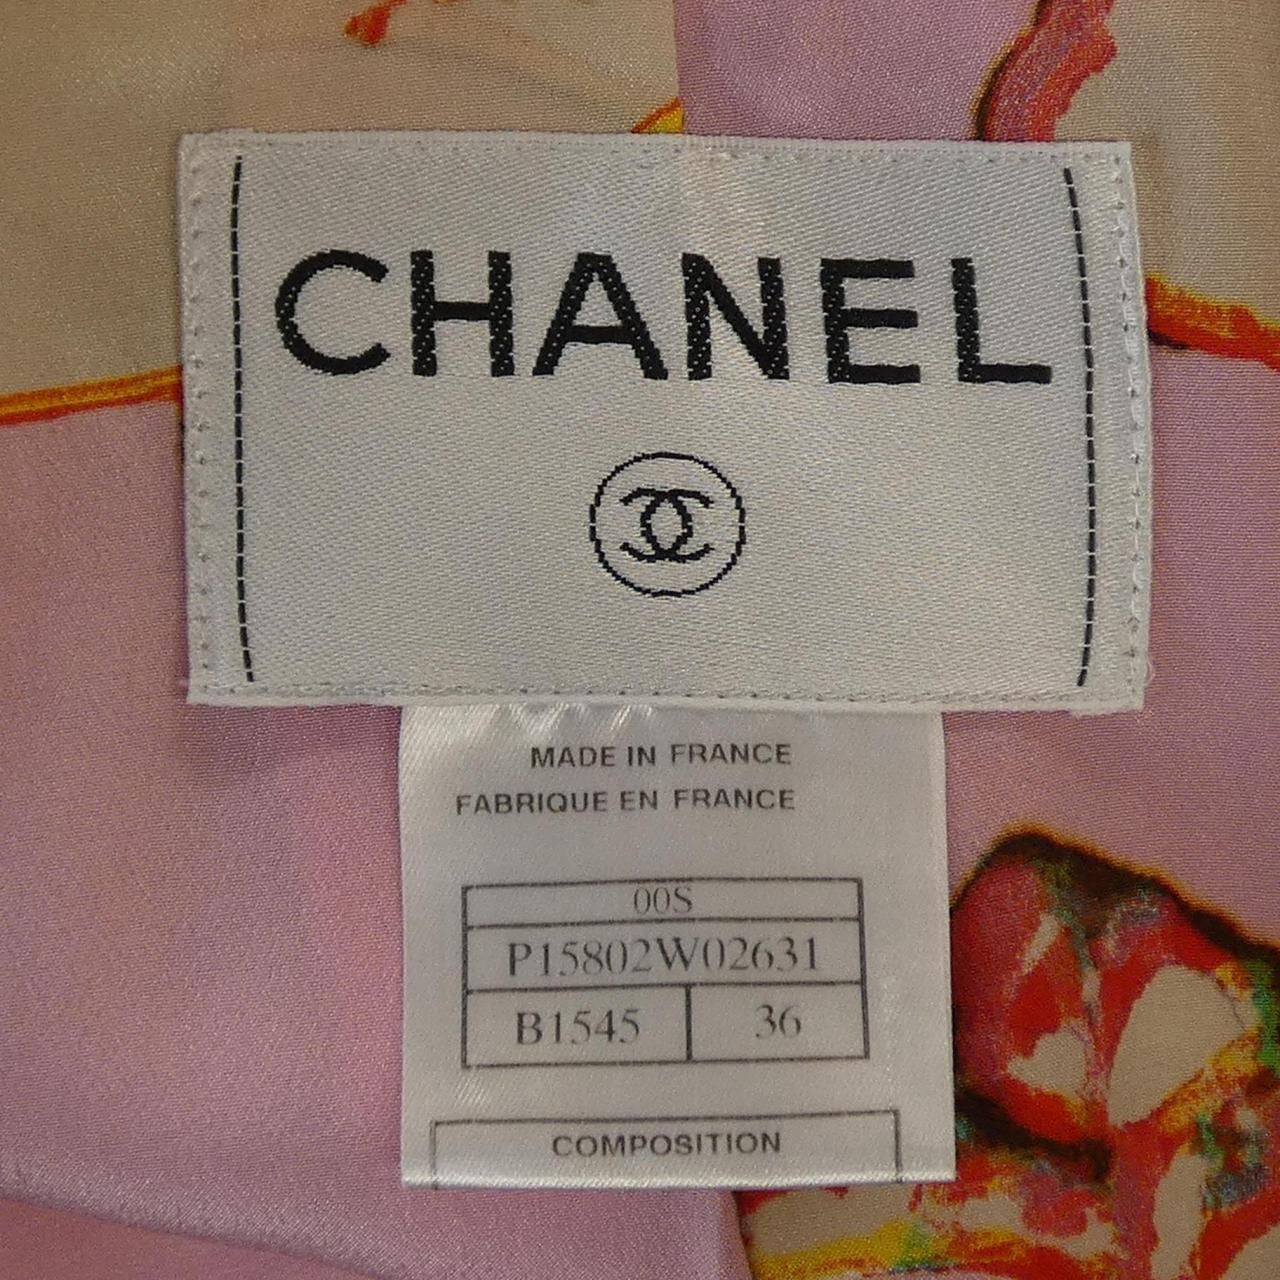 CHANEL
MADE IN FRANCE
FABRIQUE EN FRANCE
00S
P15802W02631
B1545 36
COMPOSITION